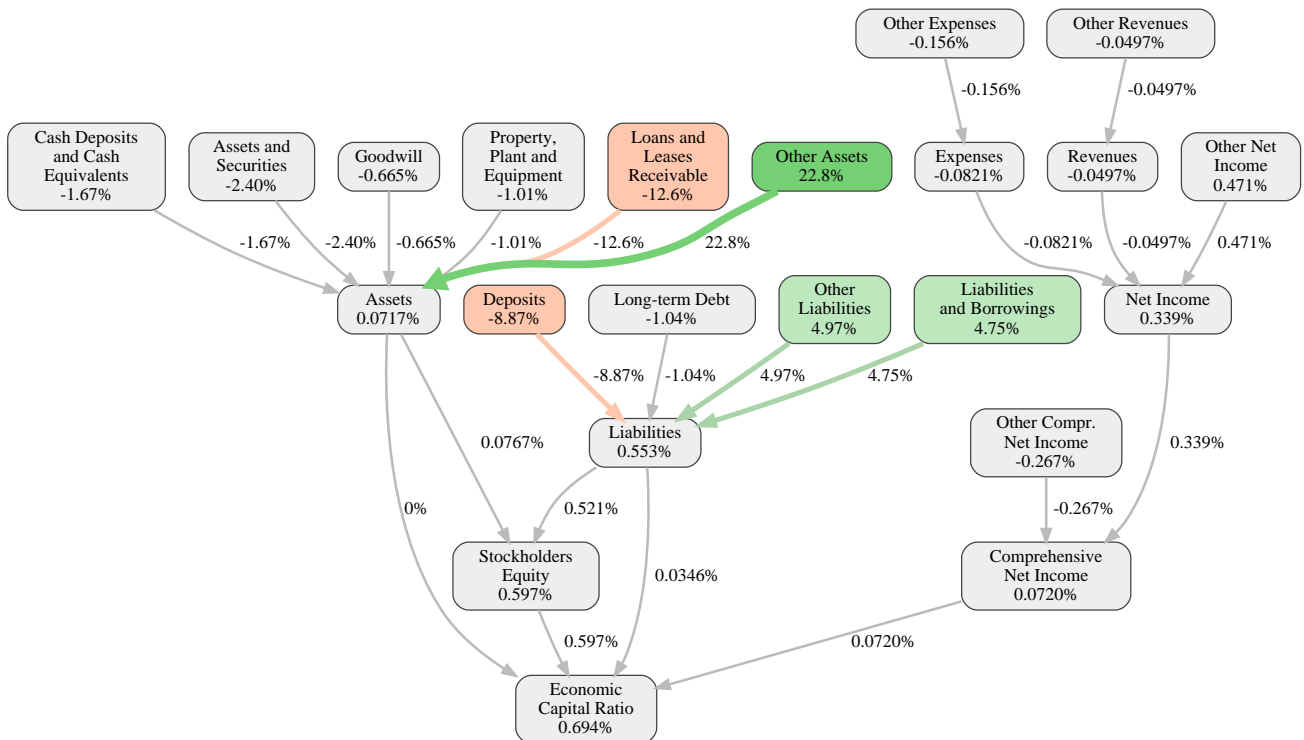 Other Expenses
-0.156%
Other Revenues
-0.0497%
-0.156%
-0.0497%
Cash Deposits
and Cash
Equivalents
-1.67%
Assets and
Securities
-2.40%
Goodwill
-0.665%
Property,
Plant and
Equipment
-1.01%
Loans and
Leases
Receivable
-12.6%
Other Assets
22.8%
Expenses
-0.0821%
Revenues
-0.0497%
Other Net
Income
0.471%
-1.67%
-2.40%
-0.665%
-1.01%
-12.6%
22.8%
-0.0821%
-0.0497%
0.471%
Assets
0.0717%
Deposits
-8.87%
Long-term Debt
-1.04%
Other
Liabilities
4.97%
Liabilities
and Borrowings
4.75%
Net Income
0.339%
-8.87%
-1.04%
4.97%
4.75%
Liabilities
0.553%
Other Compr.
Net Income
-0.267%
0.0767%
0.339%
0%
0.521%
0.0346%
-0.267%
Stockholders
Equity
0.597%
Comprehensive
Net Income
0.0720%
0.597%
0.0720%
Economic
Capital Ratio
0.694%